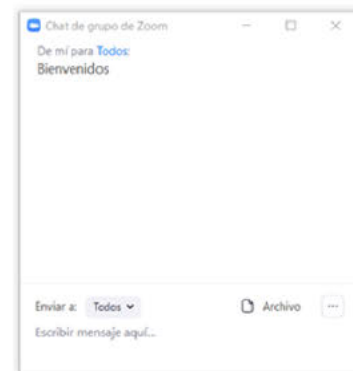 Chat de grupo de Zoom
De mí para Todos:
Bienvenidos
Enviar a: Todos
Archivo
Escribir mensaje aquí...